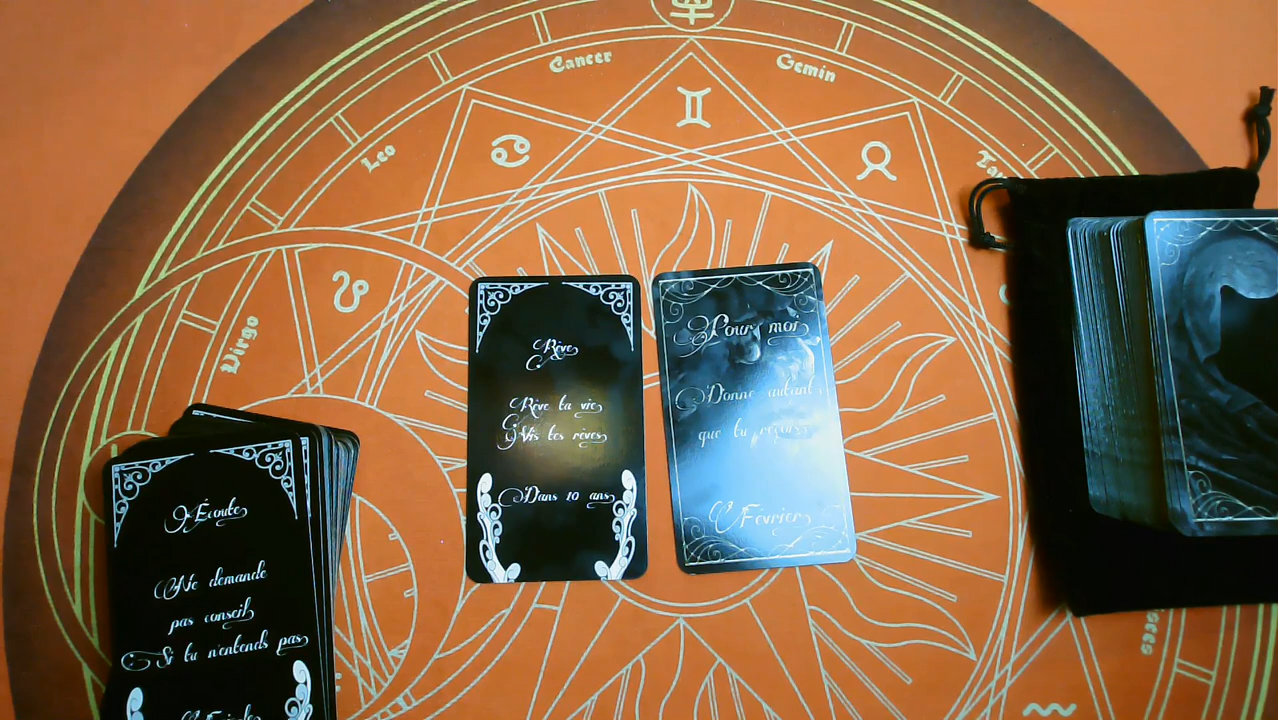 Cancer
Gemin
Leo
Virgo
Rêve
Rêve ta vie
Vis tes rêves
Dans 10 ans
Pour moi
Donne autant
que tu reçois
Février
Écoute
Ne demande
pas conseil
Si tu n'entends pas